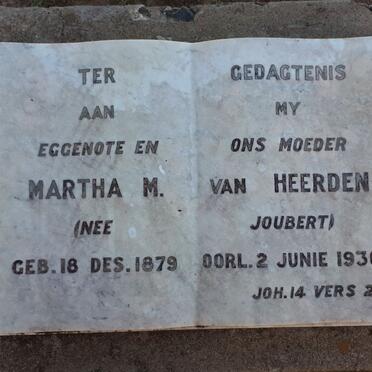 TER GEDAGTENIS
AAN MY
EGGENOTE EN ONS MOEDER
MARTHA M. VAN HEERDEN
(NEE JOUBERT)
GEB. 18 DES. 1879 OORL. 2 JUNIE 193
JOH. 14 VERS 2